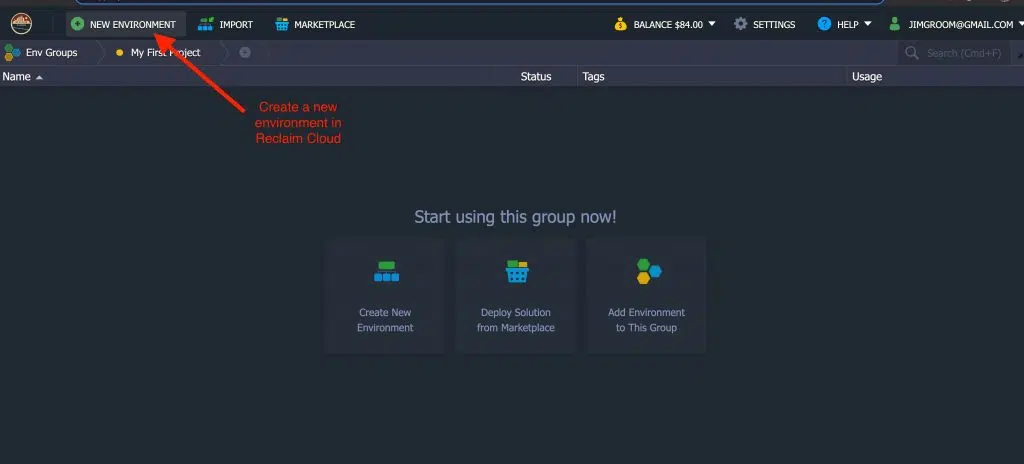 NEW ENVIRONMENT IMPORT MARKETPLACE BALANCE $84.00 SETTINGS HELP JIMGROOM@GMAIL.COM
Env Groups My First Project Search (Cmd+F)
Name Status Tags Usage
Create a new
environment in
Reclaim Cloud
Start using this group now!
Create New
Environment
Deploy Solution
from Marketplace
Add Environment
to This Group